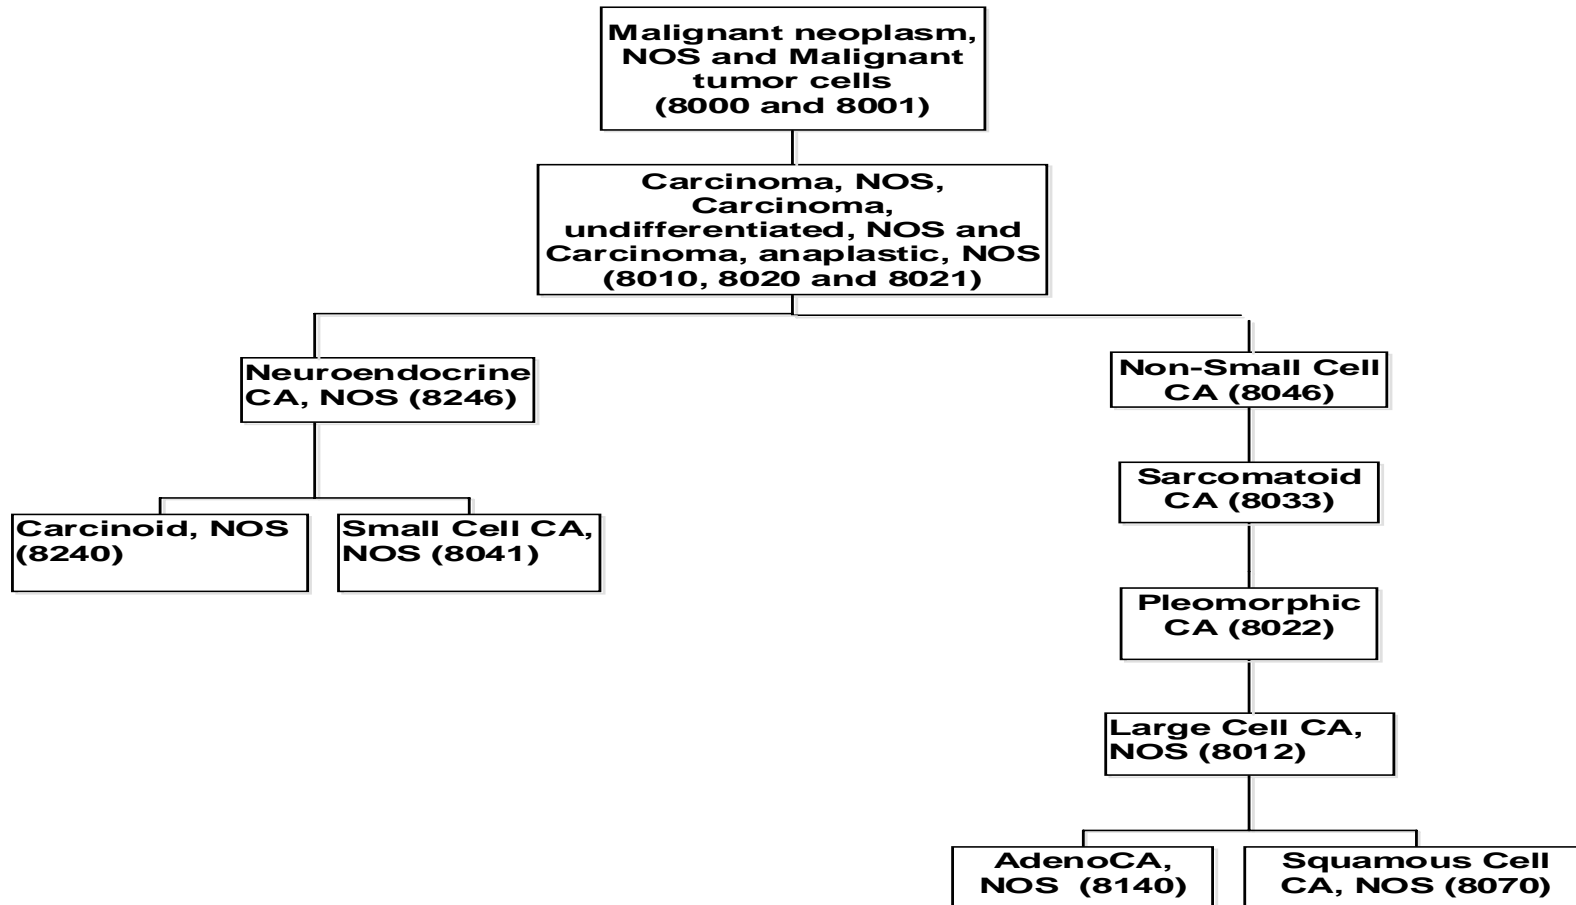 Malignant neoplasm,
NOS and Malignant
tumor cells
(8000 and 8001)
Carcinoma, NOS,
Carcinoma,
undifferentiated, NOS and
Carcinoma, anaplastic, NOS
(8010, 8020 and 8021)
Neuroendocrine
CA, NOS (8246)
Non-Small Cell
CA (8046)
Carcinoid, NOS
(8240)
Small Cell CA,
NOS (8041)
Sarcomatoid
CA (8033)
Pleomorphic
CA (8022)
Large Cell CA,
NOS (8012)
AdenoCA,
NOS (8140)
Squamous Cell
CA, NOS (8070)